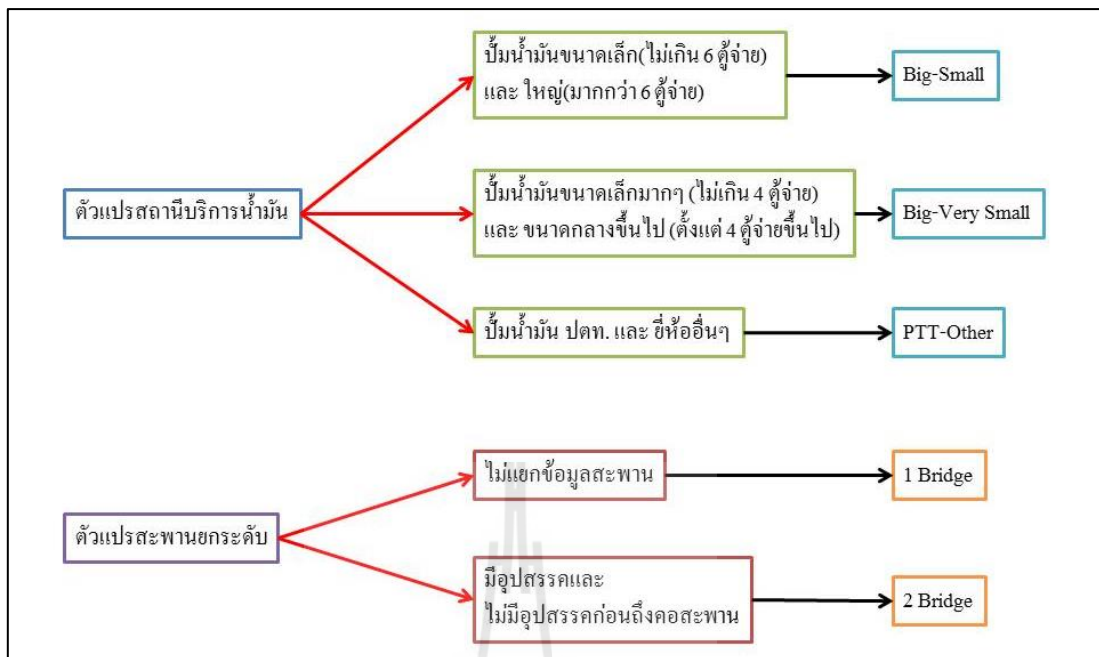 ปั๊มน้ำมันขนาดเล็ก(ไม่เกิน 6 ตู้จ่าย)
และ ใหญ่(มากกว่า 6 ตู้จ่าย)
Big-Small
ตัวแปรสถานีบริการน้ำมัน
ปั๊มน้ำมันขนาดเล็กมากๆ (ไม่เกิน 4 ตู้จ่าย)
และ ขนาดกลางขึ้นไป (ตั้งแต่ 4 ตู้จ่ายขึ้นไป)
Big-Very Small
ปั๊มน้ำมัน ปตท. และ ยี่ห้ออื่นๆ
PTT-Other
ตัวแปรสะพานยกระดับ
ไม่แยกข้อมูลสะพาน
1 Bridge
มีอุปสรรคและ
ไม่มีอุปสรรคก่อนถึงคอสะพาน
2 Bridge